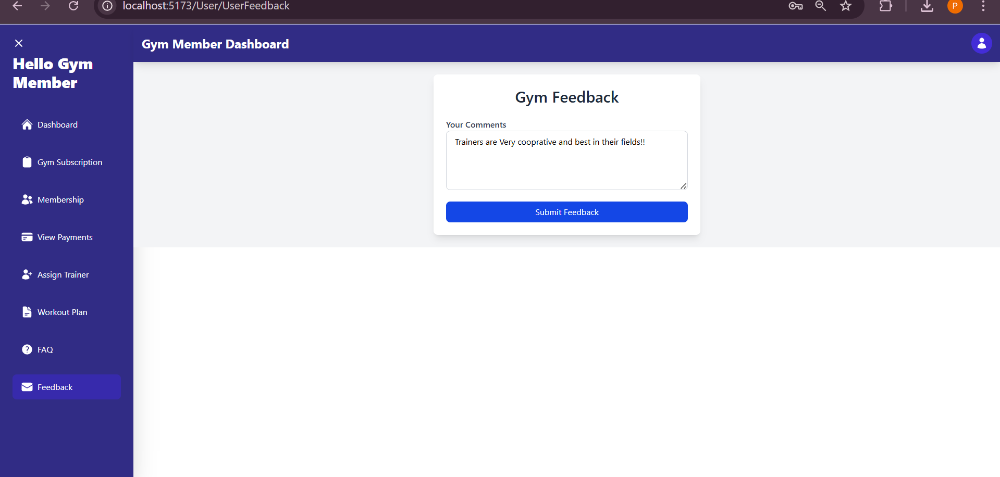 localhost:5173/User/UserFeedback
P
Gym Member Dashboard
Hello Gym
Member
Dashboard
Gym Subscription
Membership
View Payments
Assign Trainer
Workout Plan
FAQ
Feedback
Gym Feedback
Your Comments
Trainers are Very cooprative and best in their fields!!
Submit Feedback